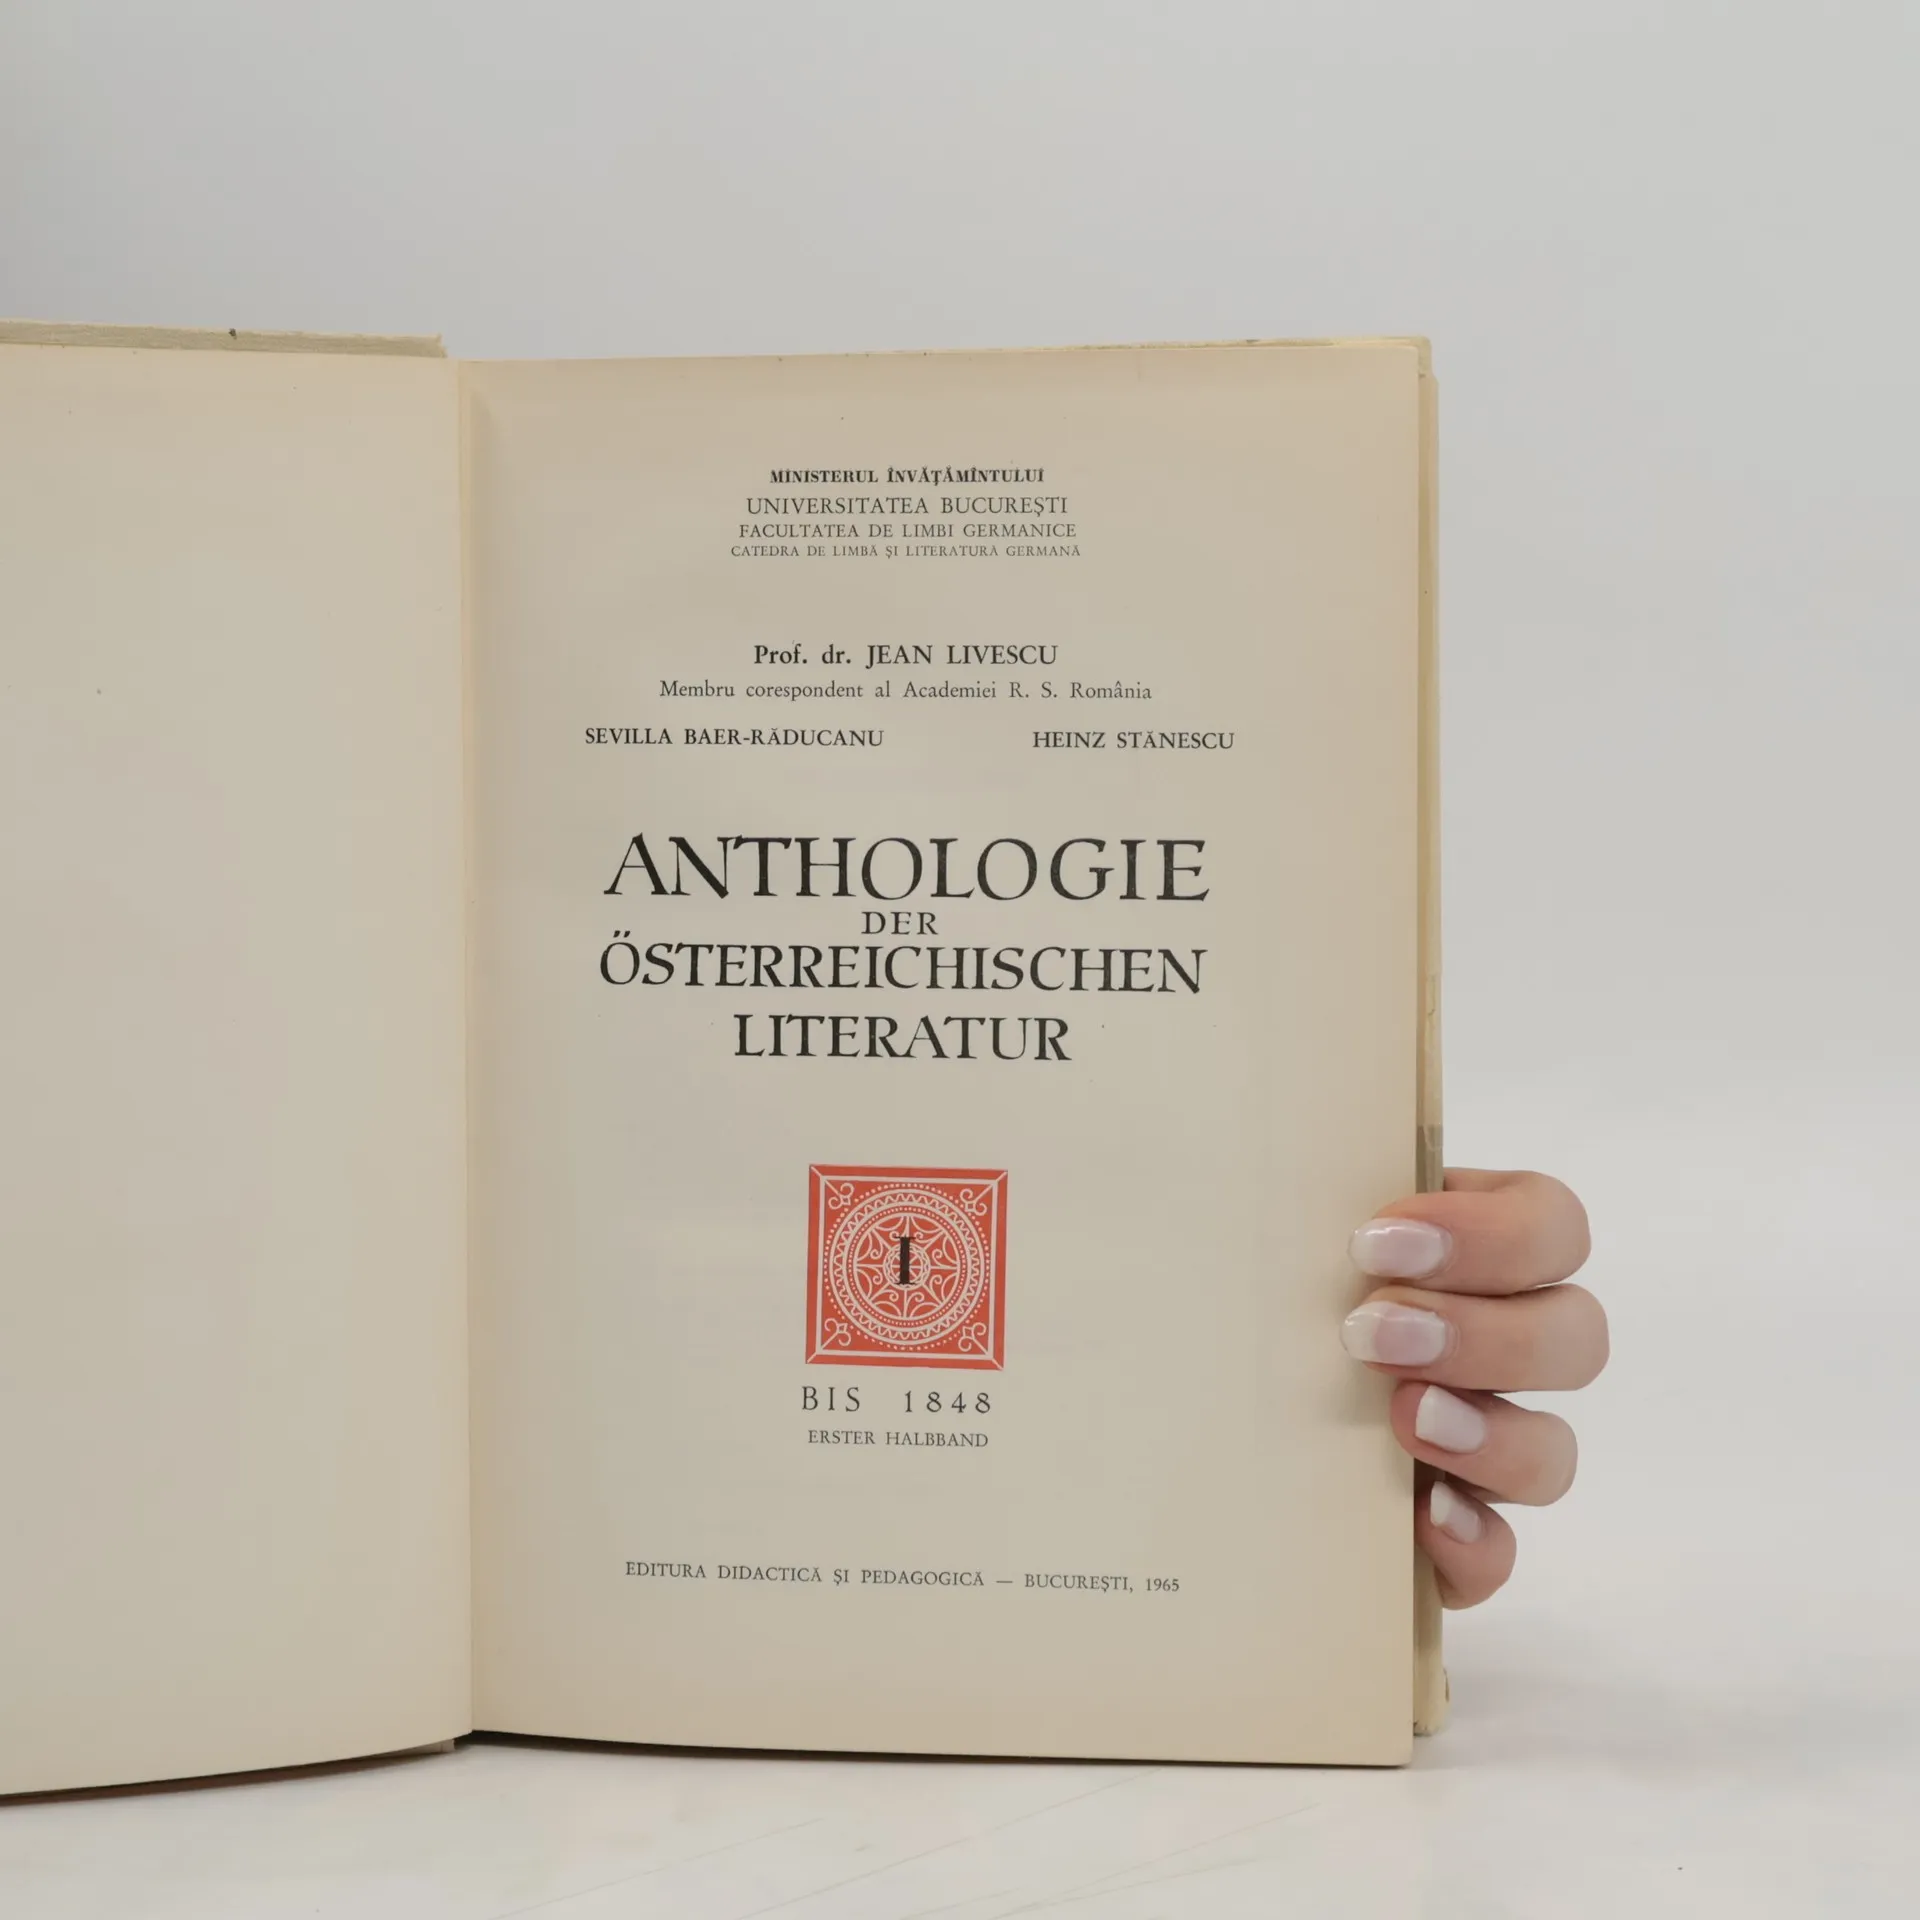 MINISTERUL ÎNVĂŢĂMÎNTULUI
UNIVERSITATEA BUCUREŞTI
FACULTATEA DE LIMBI GERMANICE
CATEDRA DE LIMBĂ ŞI LITERATURĂ GERMANĂ
Prof. dr. JEAN LIVESCU
Membru corespondent al Academiei R. S. România
SEVILLA BAER-RĂDUCANU HEINZ STĂNESCU
ANTHOLOGIE
DER
ÖSTERREICHISCHEN
LITERATUR
I
BIS 1848
ERSTER HALBBAND
EDITURA DIDACTICĂ ŞI PEDAGOGICĂ — BUCUREŞTI, 1965